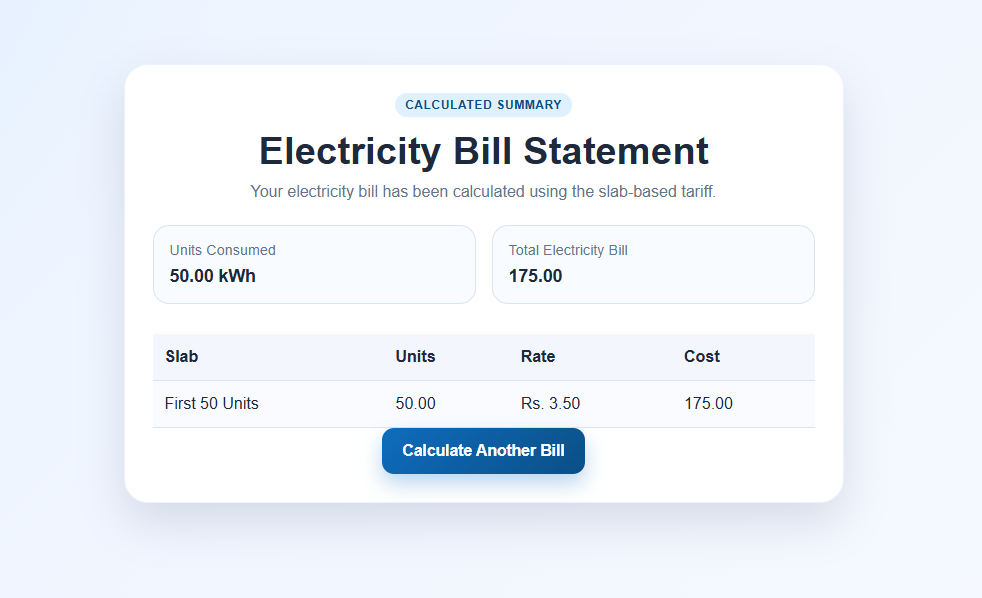 CALCULATED SUMMARY
Electricity Bill Statement
Your electricity bill has been calculated using the slab-based tariff.
Units Consumed
50.00 kWh
Total Electricity Bill
175.00
Slab Units Rate Cost
First 50 Units 50.00 Rs. 3.50 175.00
Calculate Another Bill